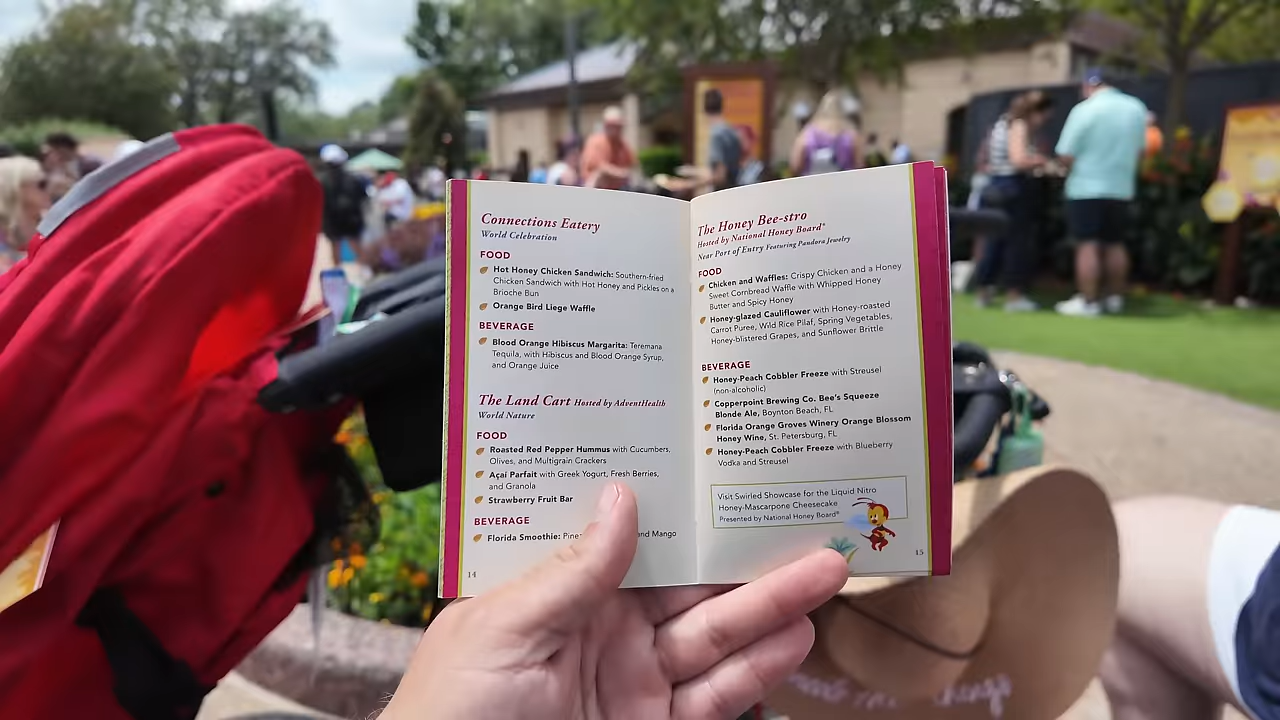 Connections Eatery
World Celebration
FOOD
Hot Honey Chicken Sandwich: Southern-fried
Chicken Sandwich with Hot Honey and Pickles on a
Brioche Bun
Orange Bird Liege Waffle
BEVERAGE
Blood Orange Hibiscus Margarita: Teremana
Tequila, with Hibiscus and Blood Orange Syrup,
and Orange Juice
The Land Cart Hosted by AdventHealth
World Nature
FOOD
Roasted Red Pepper Hummus with Cucumbers,
Olives, and Multigrain Crackers
Açaí Parfait with Greek Yogurt, Fresh Berries,
and Granola
Strawberry Fruit Bar
BEVERAGE
Florida Smoothie: and Mango
14
The Honey Bee-stro
Hosted by National Honey Board®
Near Port of Entry Featuring Pandora Jewelry
FOOD
Chicken and Waffles: Crispy Chicken and a Honey
Sweet Cornbread Waffle with Whipped Honey
Butter and Spicy Honey
Honey-glazed Cauliflower with Honey-roasted
Carrot Puree, Wild Rice Pilaf, Spring Vegetables,
Honey-blistered Grapes, and Sunflower Brittle
BEVERAGE
Honey-Peach Cobbler Freeze with Streusel
(non-alcoholic)
Copperpoint Brewing Co. Bee's Squeeze
Blonde Ale, Boynton Beach, FL
Florida Orange Groves Winery Orange Blossom
Honey Wine, St. Petersburg, FL
Honey-Peach Cobbler Freeze with Blueberry
Vodka and Streusel
Visit Swirled Showcase for the Liquid Nitro
Honey-Mascarpone Cheesecake
Presented by National Honey Board®
15